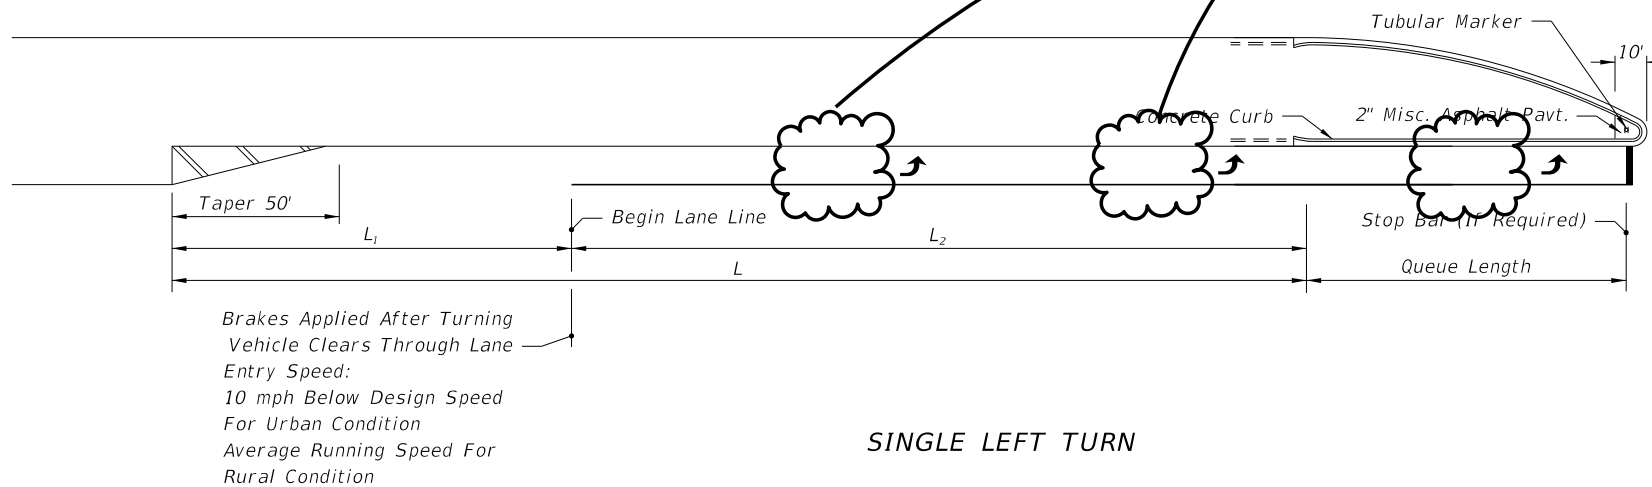 Tubular Marker
10'
Concrete Curb
2" Misc. Asphalt Pavt.
Taper 50'
Begin Lane Line
Stop Bar (If Required)
L1
L2
L
Queue Length
Brakes Applied After Turning
Vehicle Clears Through Lane
Entry Speed:
10 mph Below Design Speed
For Urban Condition
Average Running Speed For
Rural Condition
SINGLE LEFT TURN